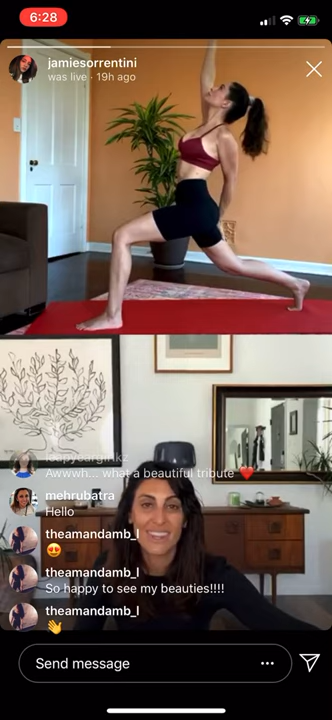 6:28
jamiesorrentini
was live · 19h ago
Awwwh... what a beautiful tribute ❤️
mehrubatra
Hello
theamandamb_l
😍
theamandamb_l
So happy to see my beauties!!!!
theamandamb_l
👋
Send message